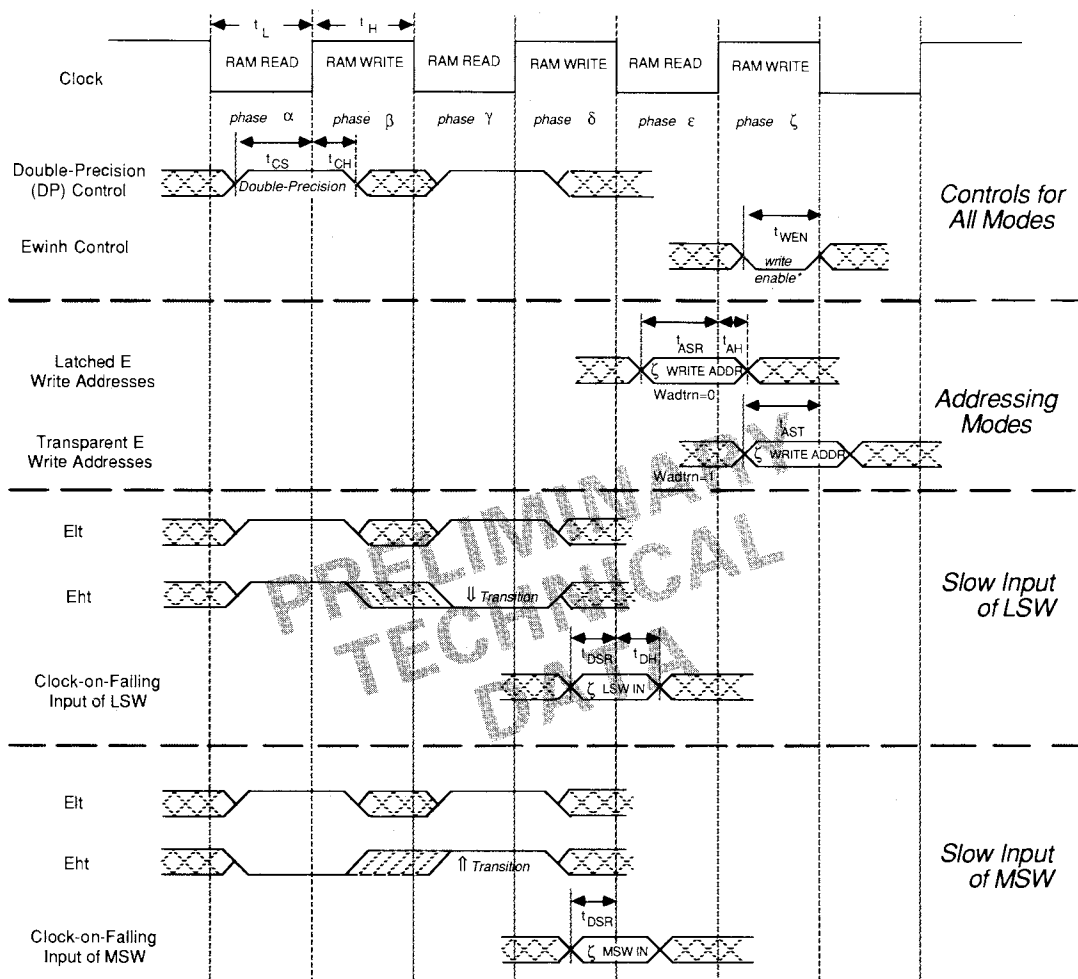 t L
t H
RAM READ RAM WRITE RAM READ RAM WRITE RAM READ RAM WRITE
Clock
phase α phase β phase γ phase δ phase ε phase ζ
t CS t CH
Double-Precision
(DP) Control
Double-Precision
Controls for
All Modes
Ewinh Control
t WEN
write
enable*
t ASR t AH
Latched E
Write Addresses
ζ WRITE ADDR
Wadtrn=0
Addressing
Modes
t AST
Transparent E
Write Addresses
ζ WRITE ADDR
Wadtrn=1
PRELIMINARY
TECHNICAL
DATA
Elt
Eht
⇓ Transition
Slow Input
of LSW
t DSR t DH
Clock-on-Falling
Input of LSW
ζ LSW IN
Elt
Eht
⇑ Transition
Slow Input
of MSW
t DSR
Clock-on-Falling
Input of MSW
ζ MSW IN